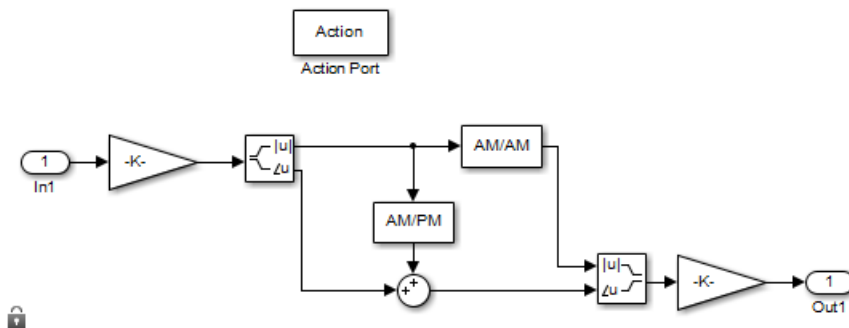 Action
Action Port
1
In1
-K-
|u|
∠u
AM/AM
AM/PM
+
+
|u|
∠u
-K-
1
Out1